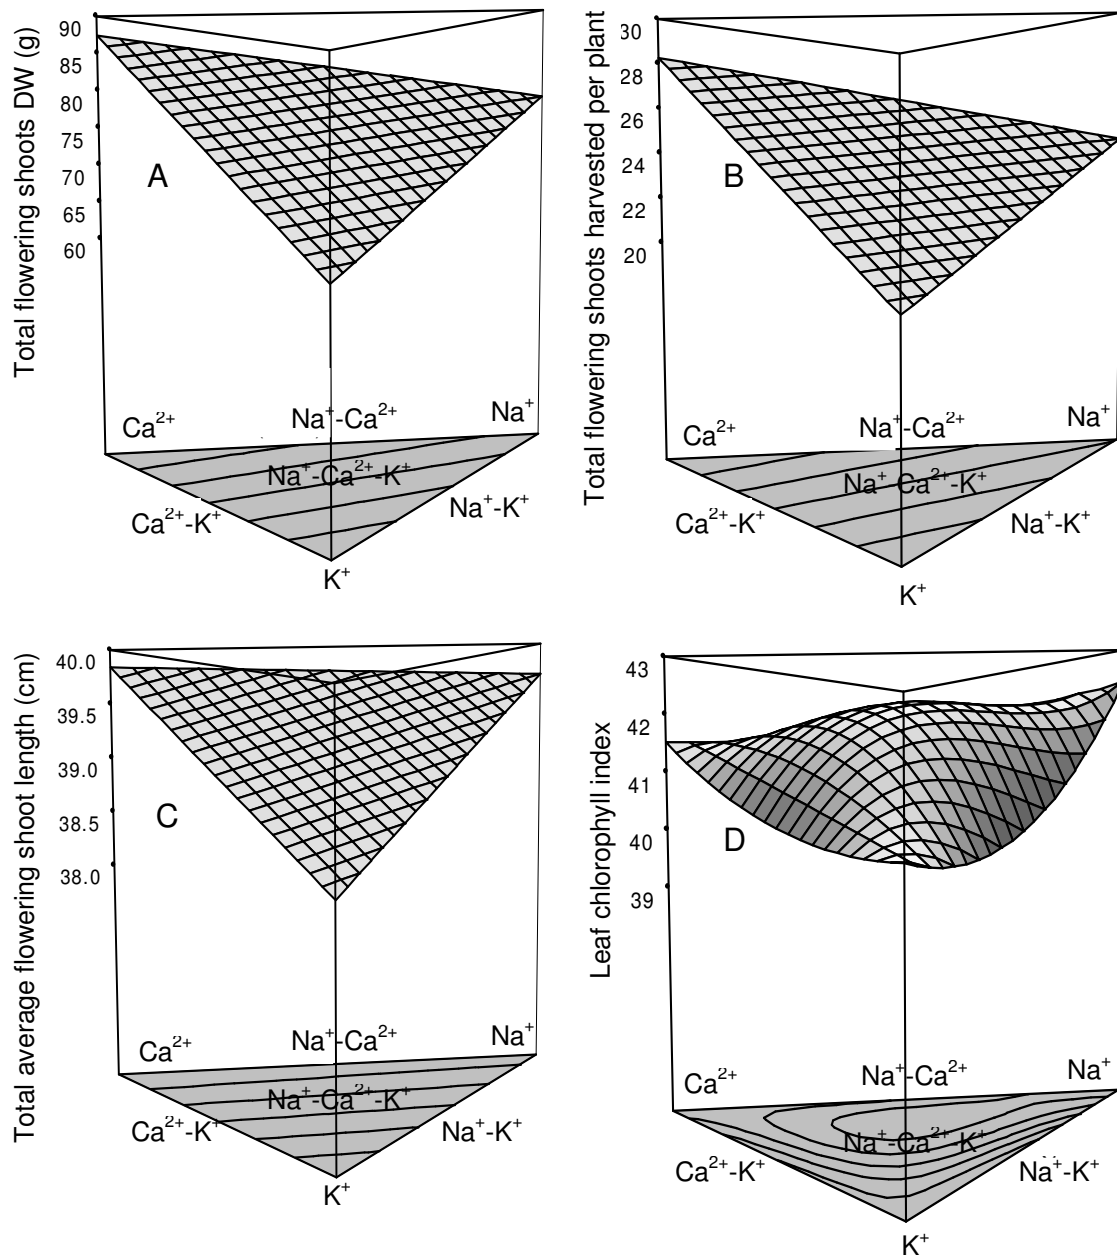 Total flowering shoots DW (g)
90
85
80
75
70
65
60
A
Ca²⁺
Na⁺-Ca²⁺
Na⁺
Na⁺-Ca²⁺-K⁺
Ca²⁺-K⁺
Na⁺-K⁺
K⁺
Total flowering shoots harvested per plant
30
28
26
24
22
20
B
Ca²⁺
Na⁺-Ca²⁺
Na⁺
Na⁺-Ca²⁺-K⁺
Ca²⁺-K⁺
Na⁺-K⁺
K⁺
Total average flowering shoot length (cm)
40.0
39.5
39.0
38.5
38.0
C
Ca²⁺
Na⁺-Ca²⁺
Na⁺
Na⁺-Ca²⁺-K⁺
Ca²⁺-K⁺
Na⁺-K⁺
K⁺
Leaf chlorophyll index
43
42
41
40
39
D
Ca²⁺
Na⁺-Ca²⁺
Na⁺
Na⁺-Ca²⁺-K⁺
Ca²⁺-K⁺
Na⁺-K⁺
K⁺